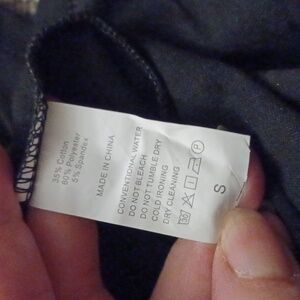 35% Cotton
60% Polyester
5% Spandex
MADE IN CHINA
CONVENTIONAL WATER
DO NOT BLEACH
DO NOT TUMBLE DRY
COLD IRONING
DRY CLEANING
30 P
S